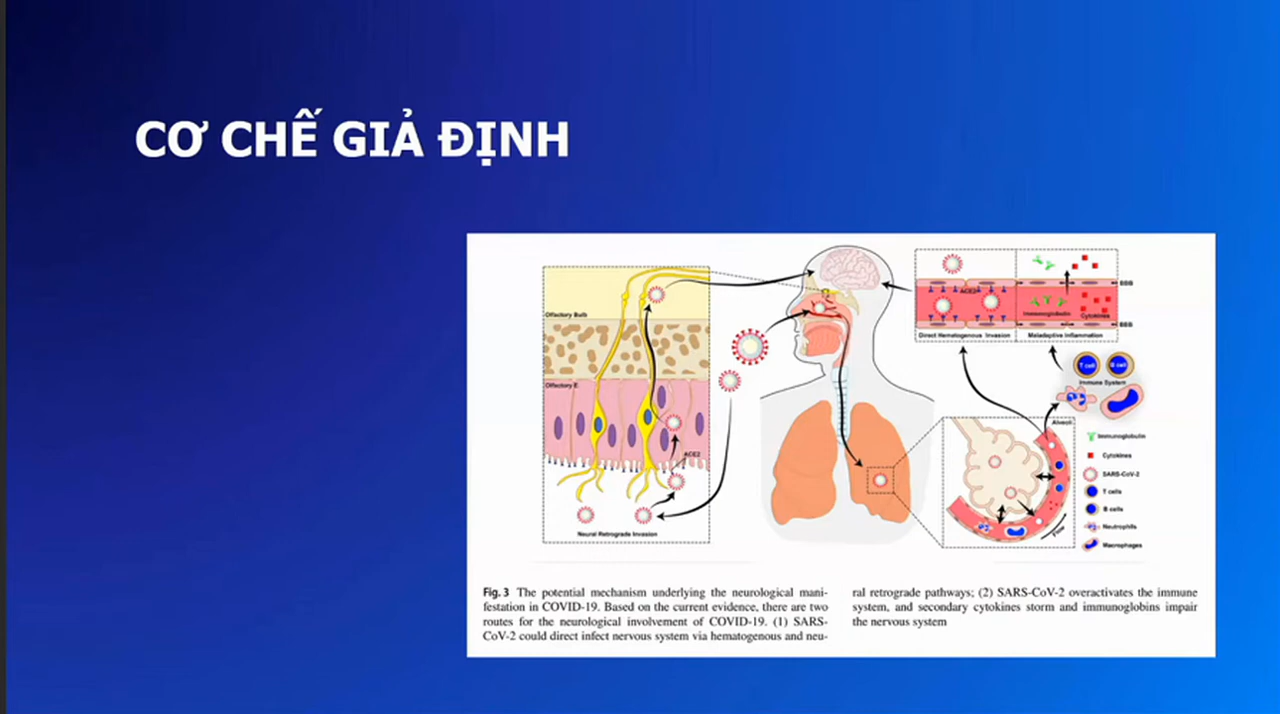 CƠ CHẾ GIẢ ĐỊNH
Olfactory Bulb
Olfactory E
ACE2
Neural Retrograde Invasion
ACE2
BBB
Immunoglobulin
Cytokines
BBB
Direct Hematogenous Invasion
Maladaptive Inflammation
T cell
B cell
Immune System
Alveoli
Flow
Immunoglobulin
Cytokines
SARS-CoV-2
T cells
B cells
Neutrophils
Macrophages
Fig. 3 The potential mechanism underlying the neurological mani-
festation in COVID-19. Based on the current evidence, there are two
routes for the neurological involvement of COVID-19. (1) SARS-
CoV-2 could direct infect nervous system via hematogenous and neu-
ral retrograde pathways; (2) SARS-CoV-2 overactivates the immune
system, and secondary cytokines storm and immunoglobins impair
the nervous system